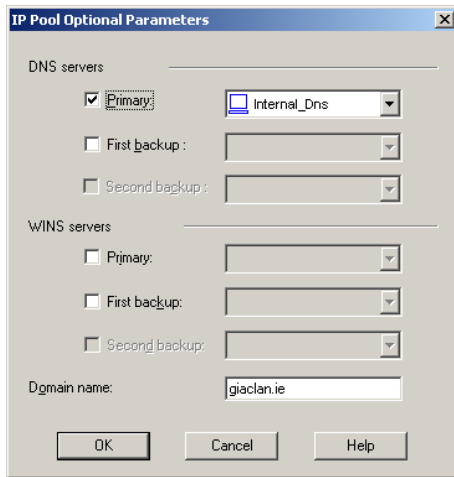 IP Pool Optional Parameters
DNS servers
Primary: Internal_Dns
First backup :
Second backup :
WINS servers
Primary:
First backup:
Second backup:
Domain name: giaclan.ie
OK Cancel Help